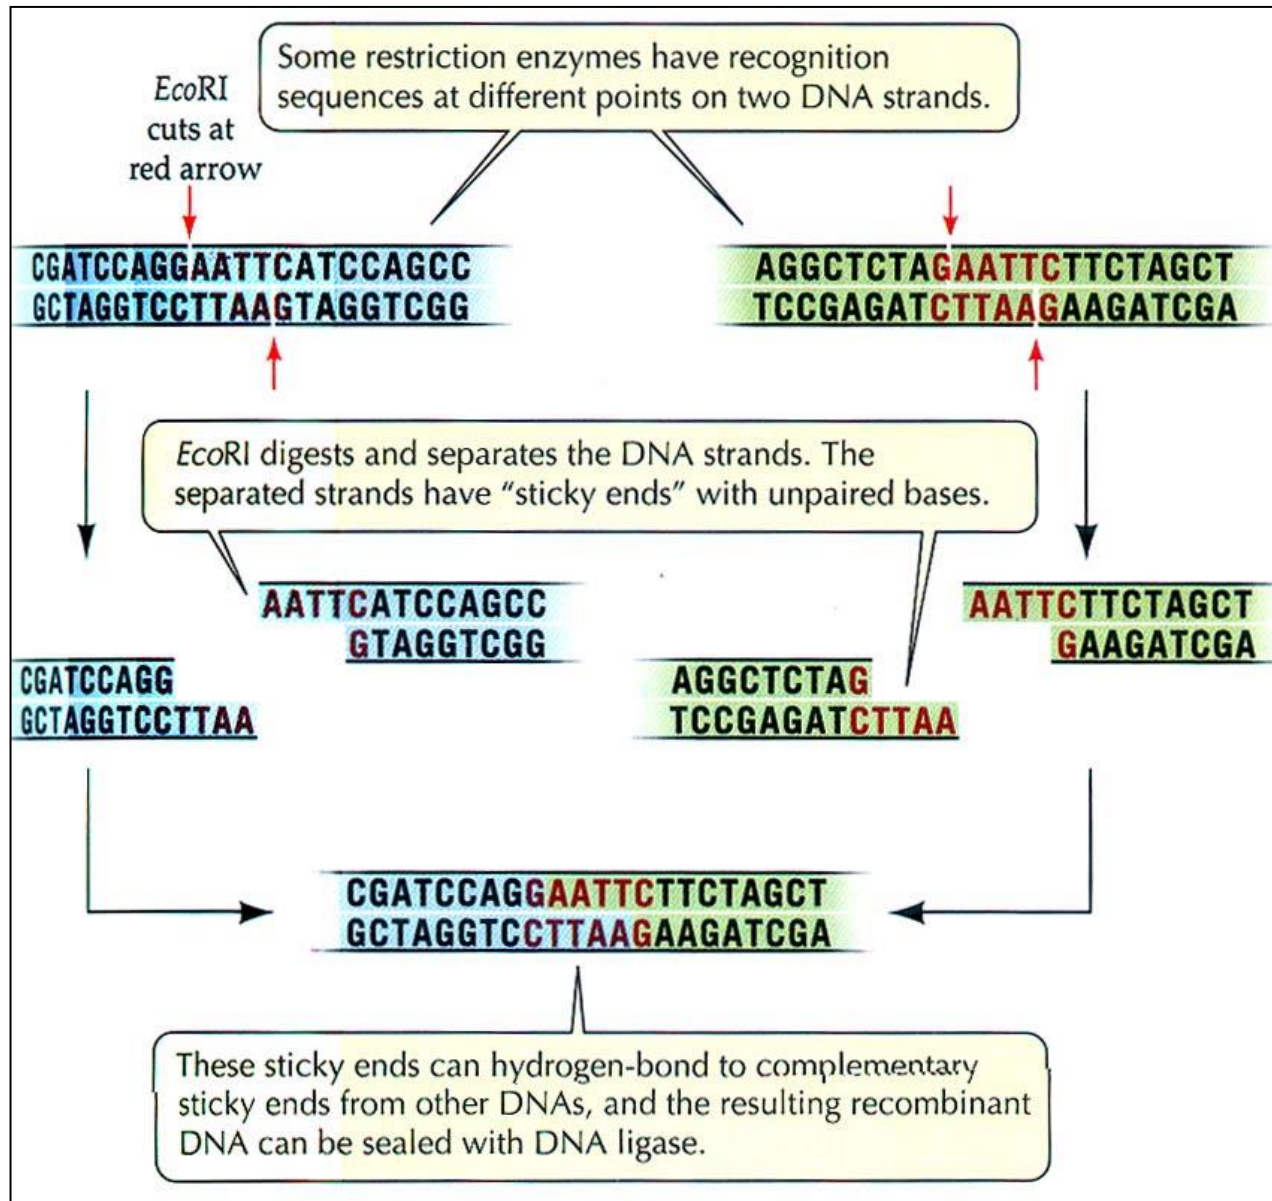 Some restriction enzymes have recognition
sequences at different points on two DNA strands.
EcoRI
cuts at
red arrow
CGATCCAGGAATTCATCCAGCC
GCTAGGTCCTTAAGTAGGTCGG
AGGCTCTAGAATTCTTCTAGCT
TCCGAGATCTTAAGAAGATCGA
EcoRI digests and separates the DNA strands. The
separated strands have “sticky ends” with unpaired bases.
AATTCATCCAGCC
GTAGGTCGG
CGATCCAGG
GCTAGGTCCTTAA
AGGCTCTAG
TCCGAGATCTTAA
AATTCTTCTAGCT
GAAGATCGA
CGATCCAGGAATTCTTCTAGCT
GCTAGGTCCTTAAGAAGATCGA
These sticky ends can hydrogen-bond to complementary
sticky ends from other DNAs, and the resulting recombinant
DNA can be sealed with DNA ligase.